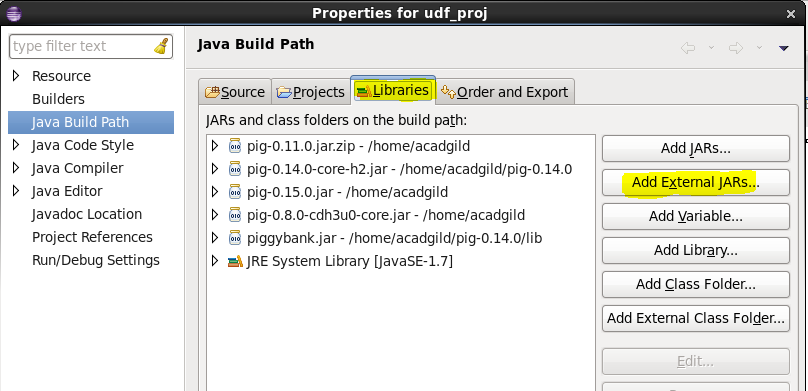 Properties for udf_proj
type filter text
Resource
Builders
Java Build Path
Java Code Style
Java Compiler
Java Editor
Javadoc Location
Project References
Run/Debug Settings
Java Build Path
Source
Projects
Libraries
Order and Export
JARs and class folders on the build path:
pig-0.11.0.jar.zip - /home/acadgild
pig-0.14.0-core-h2.jar - /home/acadgild/pig-0.14.0
pig-0.15.0.jar - /home/acadgild
pig-0.8.0-cdh3u0-core.jar - /home/acadgild
piggybank.jar - /home/acadgild/pig-0.14.0/lib
JRE System Library [JavaSE-1.7]
Add JARs...
Add External JARs...
Add Variable...
Add Library...
Add Class Folder...
Add External Class Folder...
Edit...